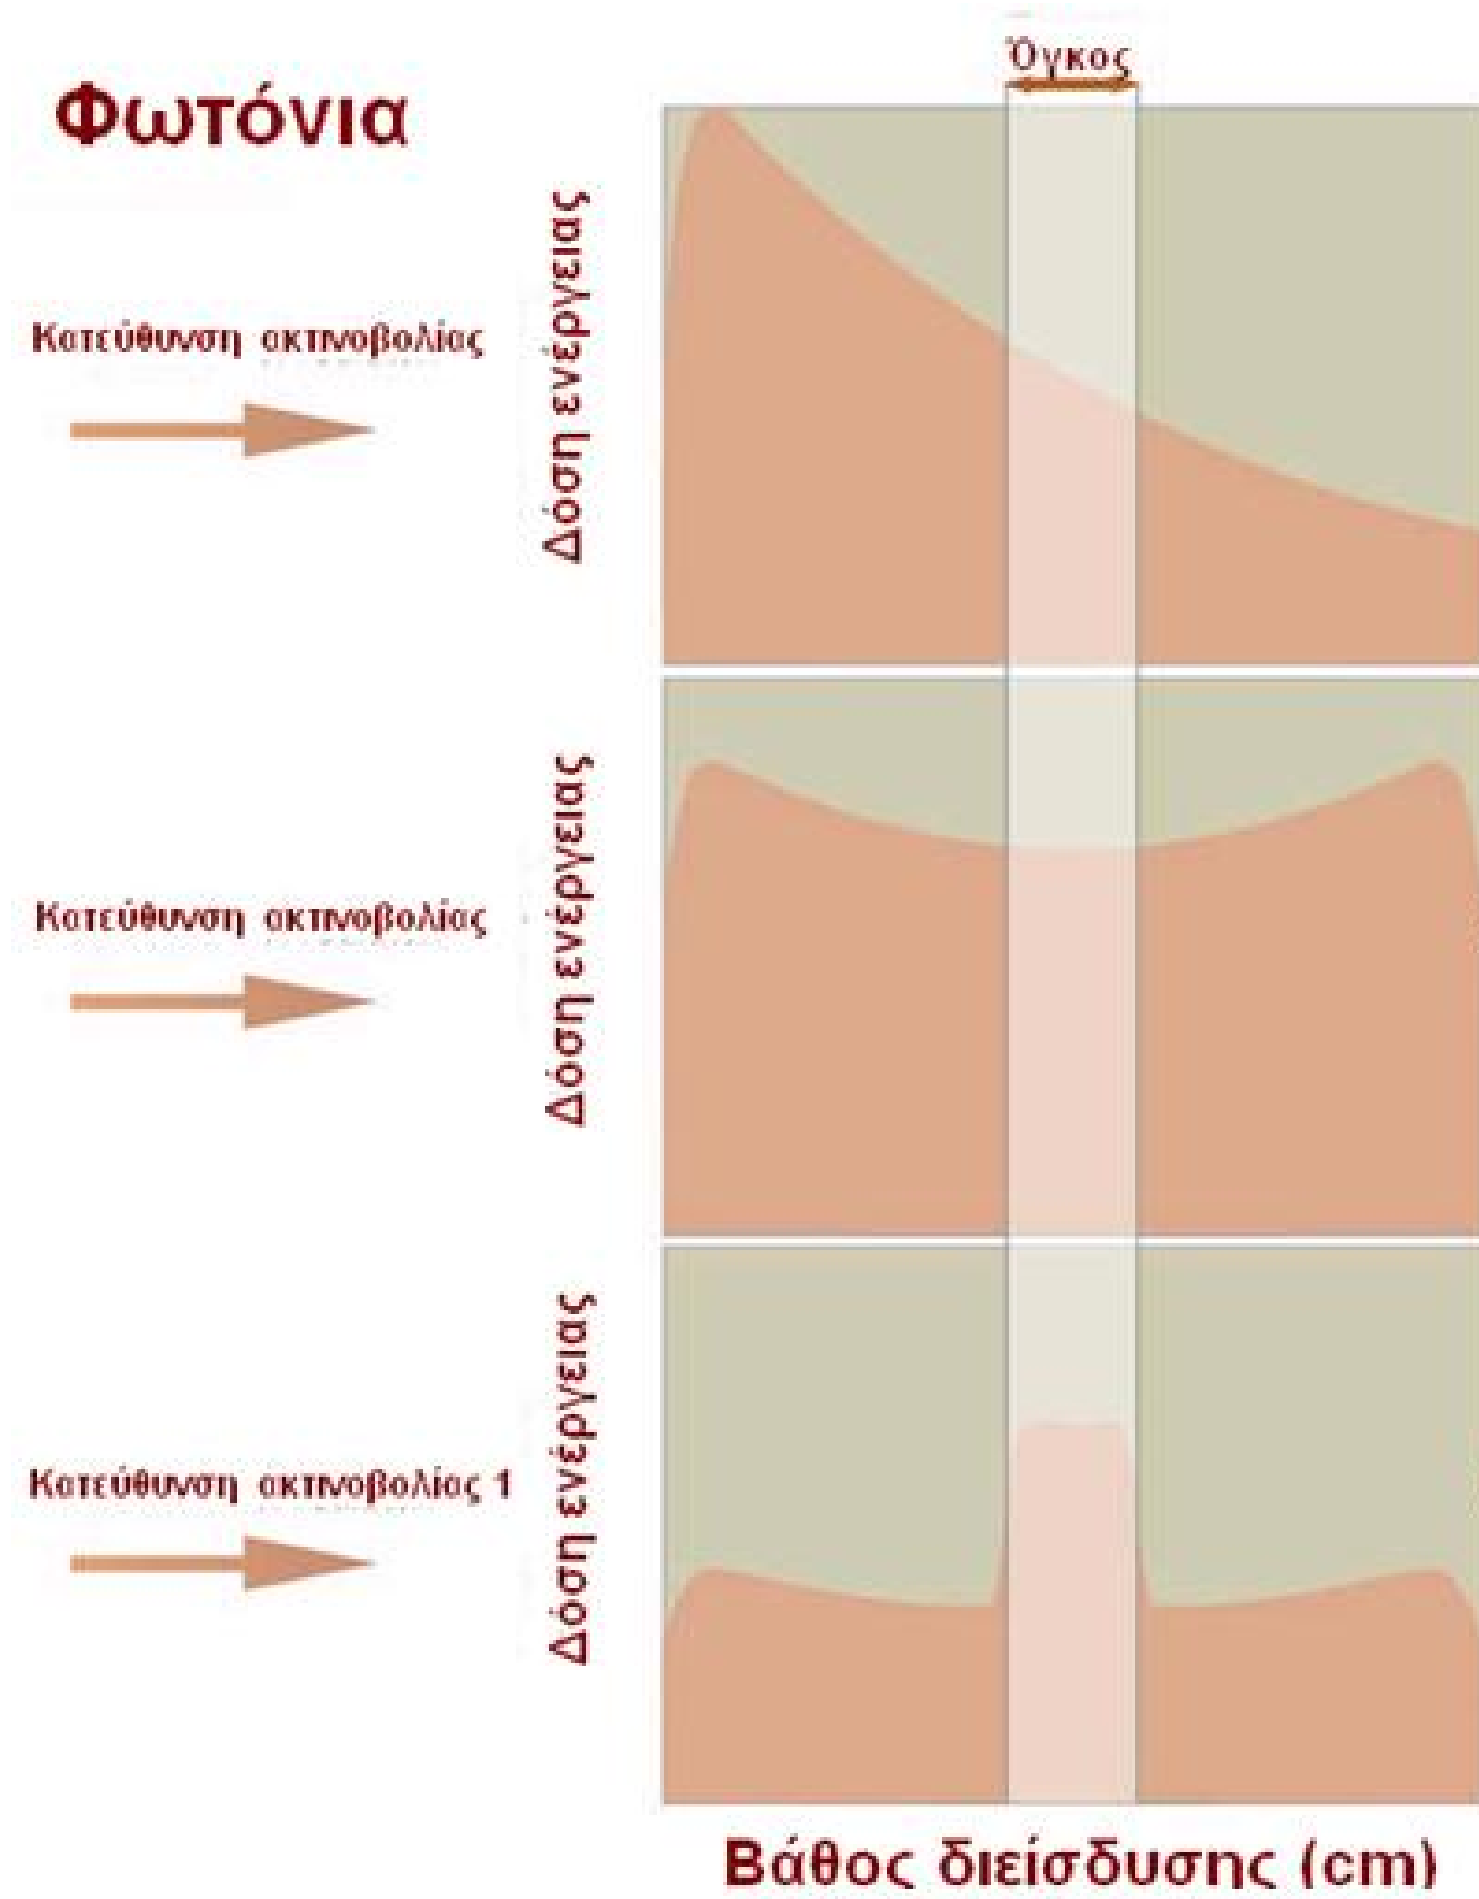 Όγκος
Φωτόνια
Δόση ενέργειας
Κατεύθυνση ακτινοβολίας
Δόση ενέργειας
Κατεύθυνση ακτινοβολίας
Δόση ενέργειας
Κατεύθυνση ακτινοβολίας 1
Βάθος διείσδυσης (cm)